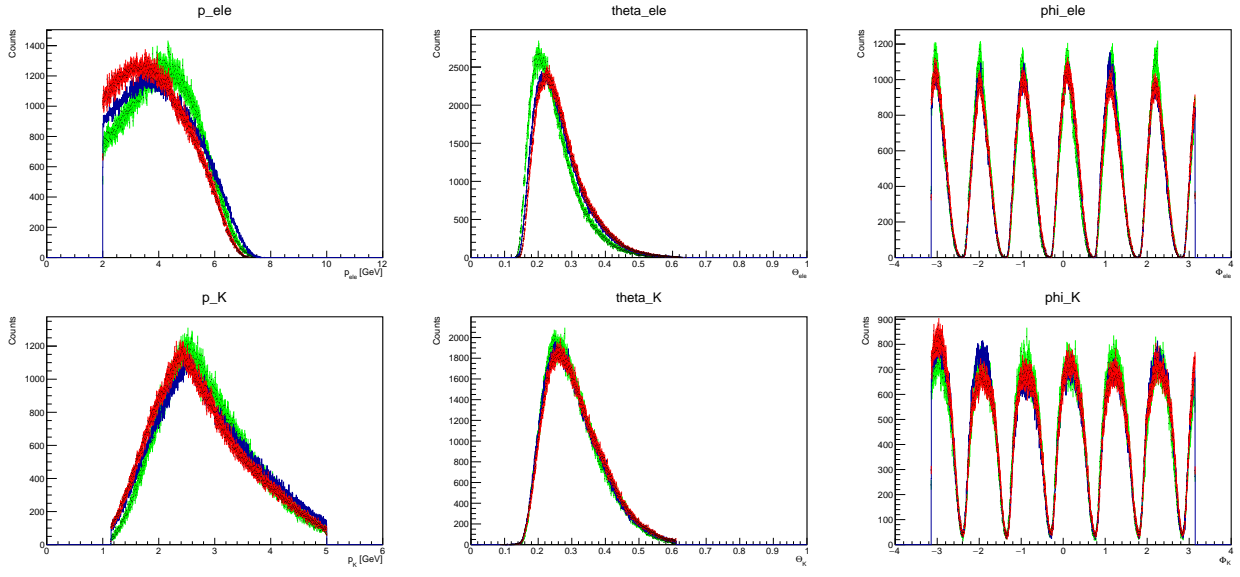 p_ele
Counts
1400
1200
1000
800
600
400
200
0
0 2 4 6 8 10 12
p_ele [GeV]
theta_ele
Counts
2500
2000
1500
1000
500
0
0 0.1 0.2 0.3 0.4 0.5 0.6 0.7 0.8 0.9 1
Θ_ele
phi_ele
Counts
1200
1000
800
600
400
200
0
−4 −3 −2 −1 0 1 2 3 4
Φ_ele
p_K
Counts
1200
1000
800
600
400
200
0
0 1 2 3 4 5 6
p_K [GeV]
theta_K
Counts
2000
1800
1600
1400
1200
1000
800
600
400
200
0
0 0.1 0.2 0.3 0.4 0.5 0.6 0.7 0.8 0.9 1
Θ_K
phi_K
Counts
900
800
700
600
500
400
300
200
100
0
−4 −3 −2 −1 0 1 2 3 4
Φ_K